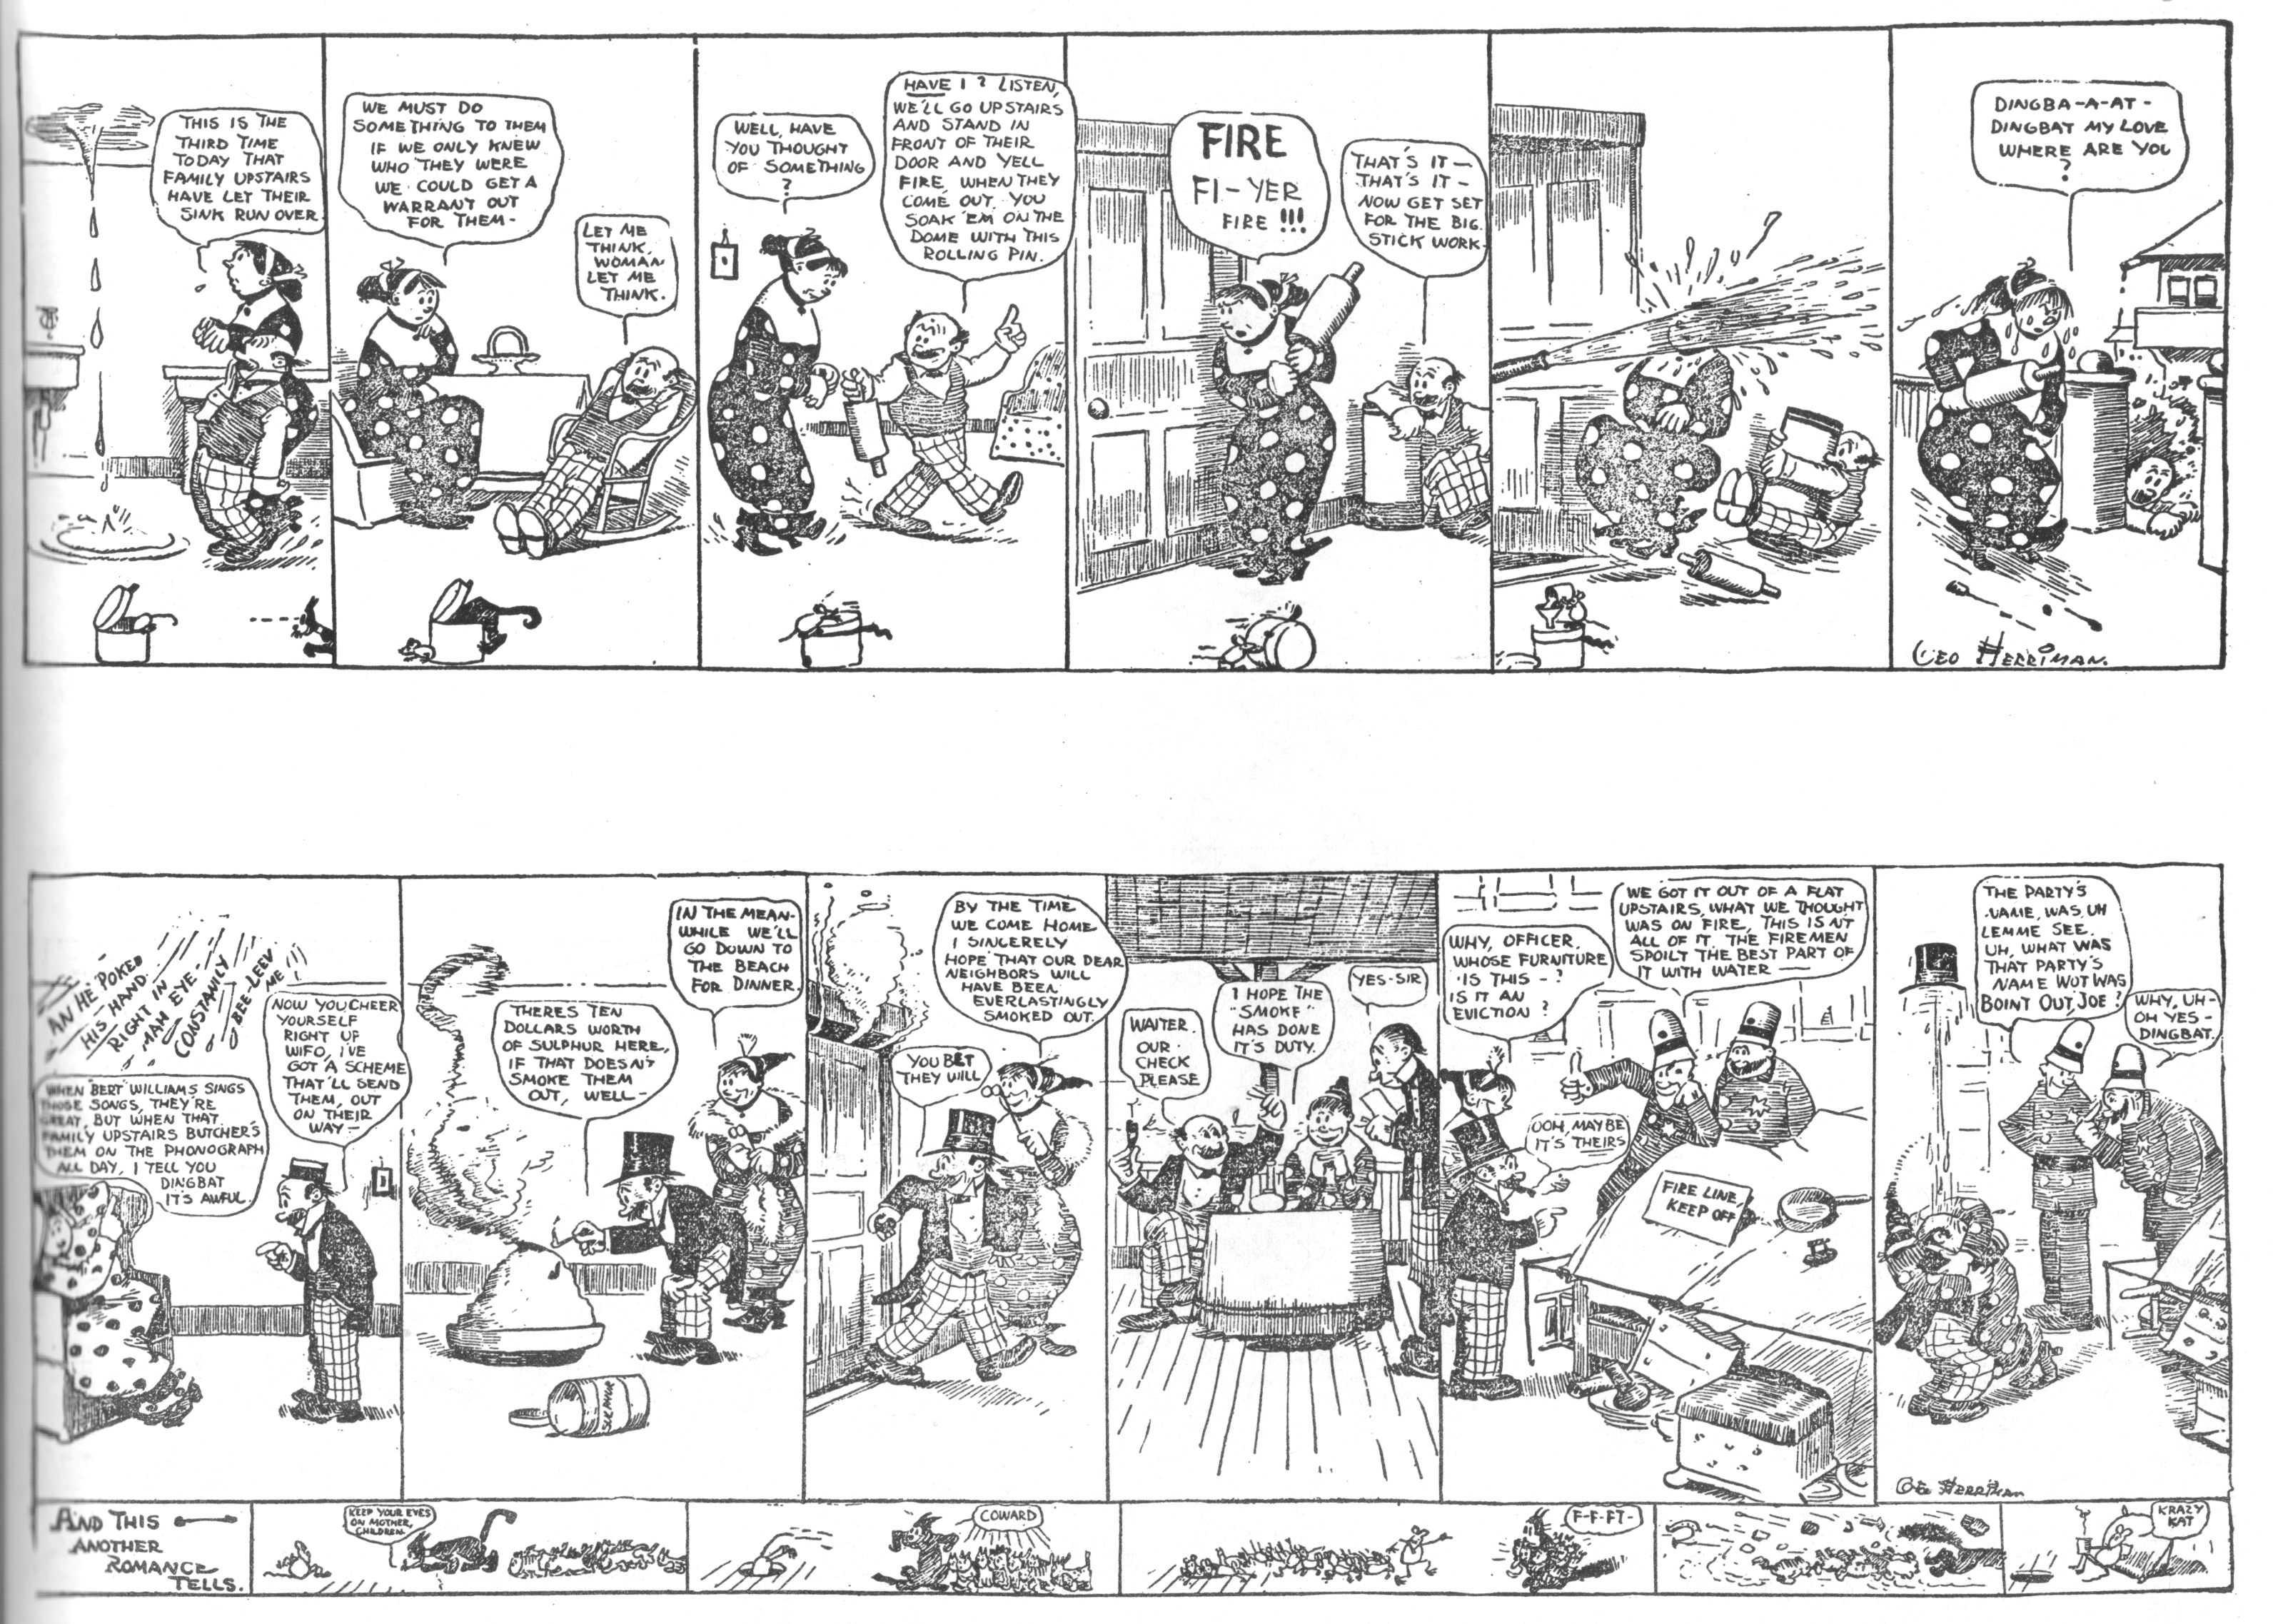 THIS IS THE
THIRD TIME
TODAY THAT
FAMILY UPSTAIRS
HAVE LET THEIR
SINK RUN OVER
WE MUST DO
SOMETHING TO THEM
IF WE ONLY KNEW
WHO THEY WERE
WE COULD GET A
WARRANT OUT
FOR THEM-
LET ME
THINK,
WOMAN
LET ME
THINK.
WELL, HAVE
YOU THOUGHT
OF SOMETHING
?
HAVE I? LISTEN,
WE'LL GO UPSTAIRS
AND STAND IN
FRONT OF THEIR
DOOR AND YELL
FIRE, WHEN THEY
COME OUT, YOU
SOAK 'EM ON THE
DOME WITH THIS
ROLLING PIN.
FIRE
FI-YER
FIRE !!!
THAT'S IT —
THAT'S IT -
NOW GET SET
FOR THE BIG
STICK WORK-
DINGBA-A-AT -
DINGBAT MY LOVE
WHERE ARE YOU
?
GEO HERRIMAN.
AN HE POKED
HIS HAND
RIGHT IN
MAH EYE
CONSTANLY
BEE-LEEV
ME
WHEN BERT WILLIAMS SINGS
THOSE SONGS, THEY'RE
GREAT, BUT WHEN THAT
FAMILY UPSTAIRS BUTCHER'S
THEM ON THE PHONOGRAPH
ALL DAY, I TELL YOU
DINGBAT
IT'S AWFUL.
NOW YOU CHEER
YOURSELF
RIGHT UP
WIFO, I'VE
GOT A SCHEME
THAT'LL SEND
THEM, OUT
ON THEIR
WAY —
THERES TEN
DOLLARS WORTH
OF SULPHUR HERE,
IF THAT DOESN'T
SMOKE THEM
OUT, WELL -
IN THE MEAN-
WHILE WE'LL
GO DOWN TO
THE BEACH
FOR DINNER.
SULPHUR
YOU BET
THEY WILL
BY THE TIME
WE COME HOME
I SINCERELY
HOPE THAT OUR DEAR
NEIGHBORS WILL
HAVE BEEN
EVERLASTINGLY
SMOKED OUT.
WAITER.
OUR
CHECK
PLEASE
I HOPE THE
"SMOKE"
HAS DONE
IT'S DUTY.
YES-SIR
WHY, OFFICER,
WHOSE FURNITURE
IS THIS - ?
IS IT AN
EVICTION ?
WE GOT IT OUT OF A FLAT
UPSTAIRS, WHAT WE THOUGHT
WAS ON FIRE, THIS IS NT
ALL OF IT, THE FIREMEN
SPOILT THE BEST PART OF
IT WITH WATER —
OOH, MAYBE
IT'S THEIRS
FIRE LINE,
KEEP OFF
THE PARTY'S
NAME, WAS, UH
LEMME SEE.
UH, WHAT WAS
THAT PARTY'S
NAME WOT WAS
BOINT OUT, JOE ?
WHY, UH-
OH YES -
DINGBAT.
GEO HERRIMAN
AND THIS
ANOTHER
ROMANCE
TELLS.
KEEP YOUR EYES
ON MOTHER,
CHILDREN.
COWARD
F-F-FT-
KRAZY
KAT